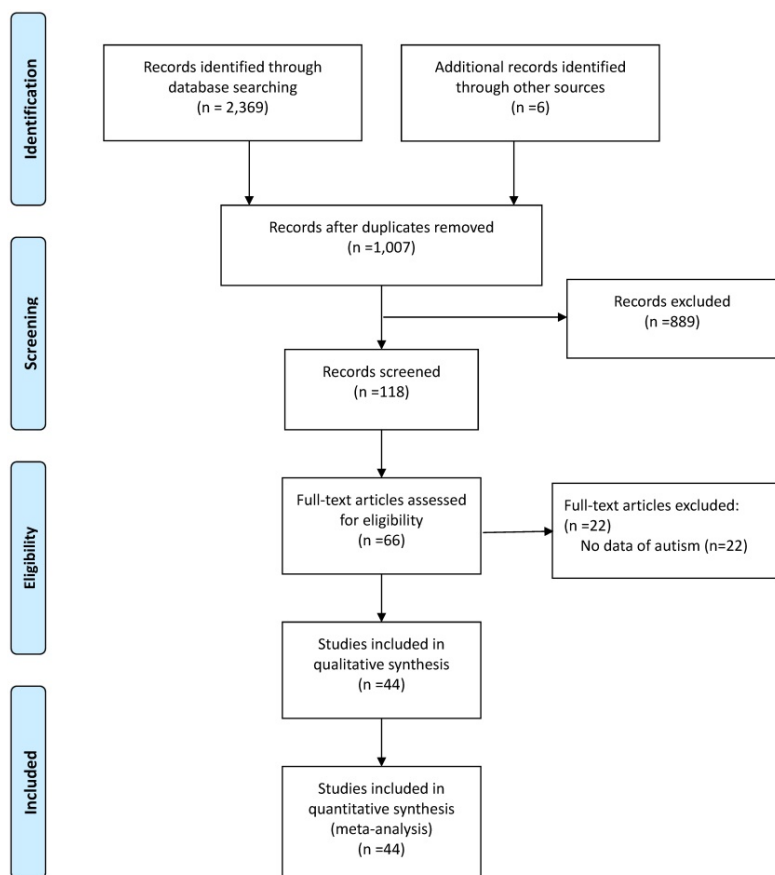 Identification
Records identified through
database searching
(n = 2,369)
Additional records identified
through other sources
(n =6)
Records after duplicates removed
(n =1,007)
Screening
Records excluded
(n =889)
Records screened
(n =118)
Eligibility
Full-text articles assessed
for eligibility
(n =66)
Full-text articles excluded:
(n =22)
No data of autism (n=22)
Studies included in
qualitative synthesis
(n =44)
Included
Studies included in
quantitative synthesis
(meta-analysis)
(n =44)